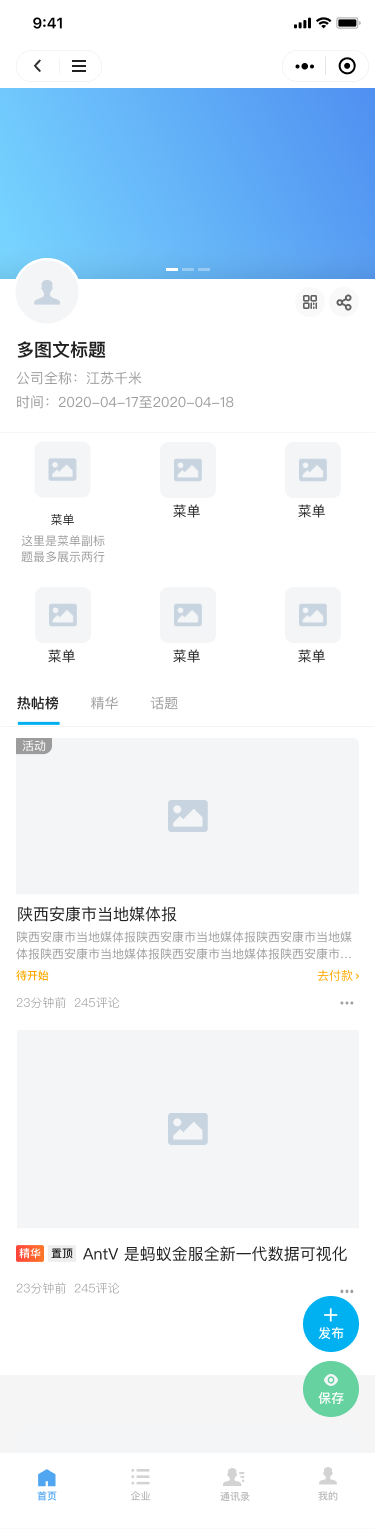 9:41
多图文标题
公司全称：江苏千米
时间：2020-04-17至2020-04-18
菜单
菜单
菜单
这里是菜单副标
题最多展示两行
菜单
菜单
菜单
热帖榜 精华 话题
活动
陕西安康市当地媒体报
陕西安康市当地媒体报陕西安康市当地媒体报陕西安康市当地媒
体报陕西安康市当地媒体报陕西安康市当地媒体报陕西安康市...
待开始 去付款
23分钟前 245评论
精华 置顶 AntV 是蚂蚁金服全新一代数据可视化
23分钟前 245评论
发布
保存
首页 企业 通讯录 我的